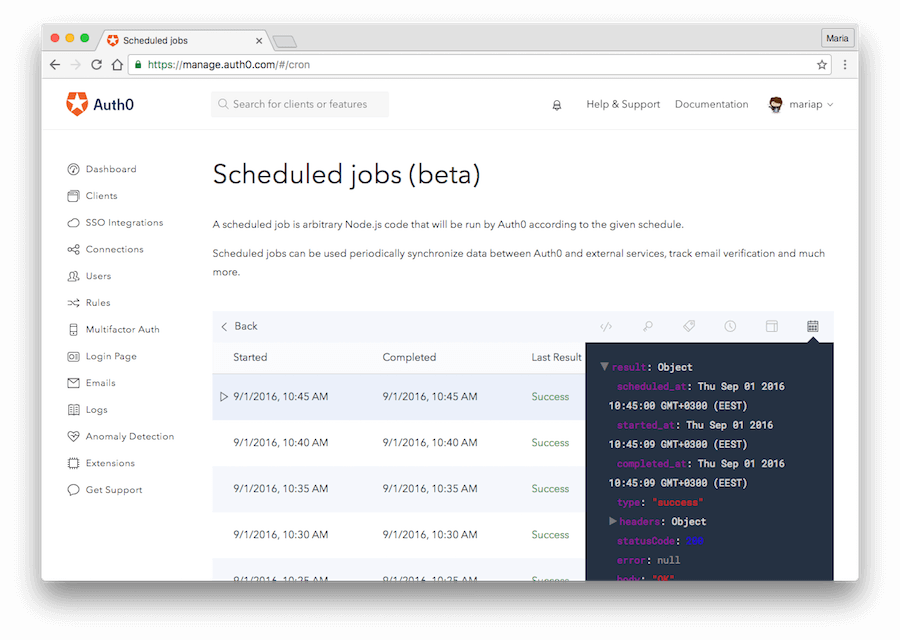 Scheduled jobs
Maria
https://manage.auth0.com/#/cron
Auth0
Search for clients or features
Help & Support
Documentation
mariap
Dashboard
Clients
SSO Integrations
Connections
Users
Rules
Multifactor Auth
Login Page
Emails
Logs
Anomaly Detection
Extensions
Get Support
Scheduled jobs (beta)
A scheduled job is arbitrary Node.js code that will be run by Auth0 according to the given schedule.
Scheduled jobs can be used periodically synchronize data between Auth0 and external services, track email verification and much
more.
Back
Started Completed Last Result
9/1/2016, 10:45 AM 9/1/2016, 10:45 AM Success
9/1/2016, 10:40 AM 9/1/2016, 10:40 AM Success
9/1/2016, 10:35 AM 9/1/2016, 10:35 AM Success
9/1/2016, 10:30 AM 9/1/2016, 10:30 AM Success
9/1/2016, 10:25 AM 9/1/2016, 10:25 AM Success
result: Object
scheduled_at: Thu Sep 01 2016
10:45:00 GMT+0300 (EEST)
started_at: Thu Sep 01 2016
10:45:09 GMT+0300 (EEST)
completed_at: Thu Sep 01 2016
10:45:09 GMT+0300 (EEST)
type: "success"
headers: Object
statusCode:
error: null
body: "OK"